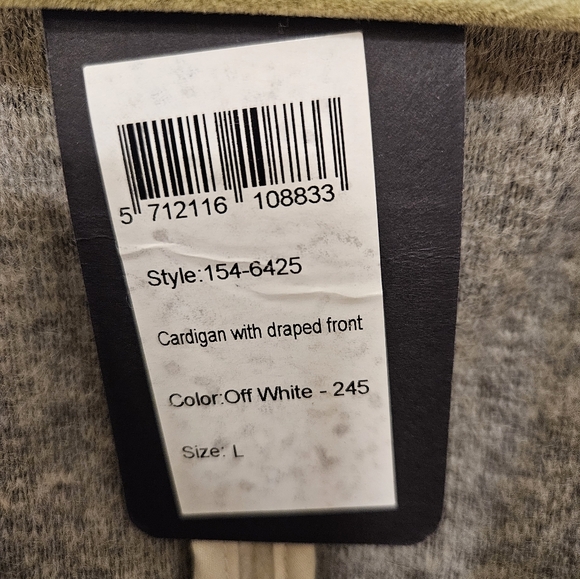 5 712116 108833
Style:154-6425
Cardigan with draped front
Color:Off White - 245
Size: L